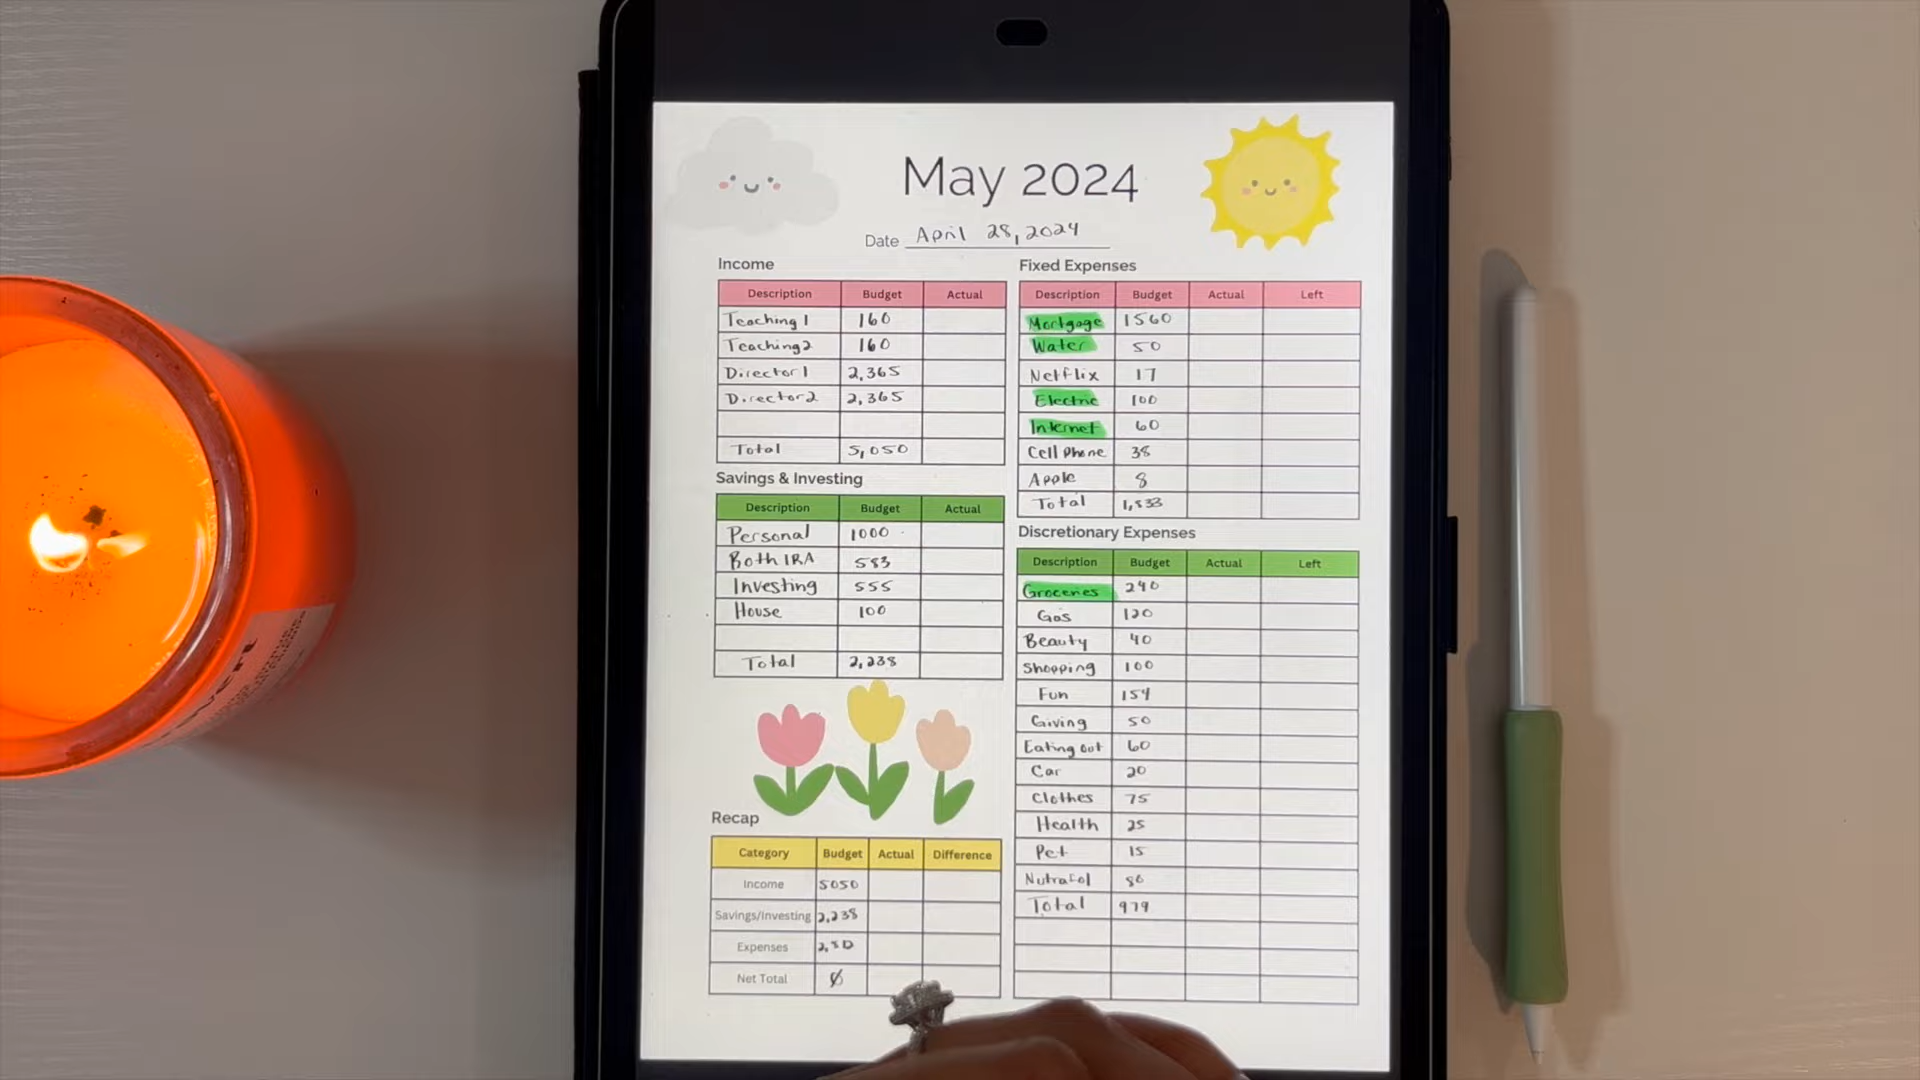 May 2024
Date April 28, 2024
Income
Description Budget Actual
Teaching 1 160
Teaching 2 160
Director 1 2,365
Director 2 2,365
Total 5,050
Savings & Investing
Description Budget Actual
Personal 1000
Roth IRA 583
Investing 555
House 100
Total 2,238
Recap
Category Budget Actual Difference
Income 5050
Savings/Investing 2,238
Expenses
Net Total Ø
Fixed Expenses
Description Budget Actual Left
Mortgage 1560
Water 50
Netflix 17
Electric 100
Internet 60
Cell Phone 38
Apple 8
Total 1,833
Discretionary Expenses
Description Budget Actual Left
Groceries 240
Gas 120
Beauty 40
Shopping 100
Fun 154
Giving 50
Eating out 60
Car 20
Clothes 75
Health 25
Pet 15
Nutrafol 80
Total 979